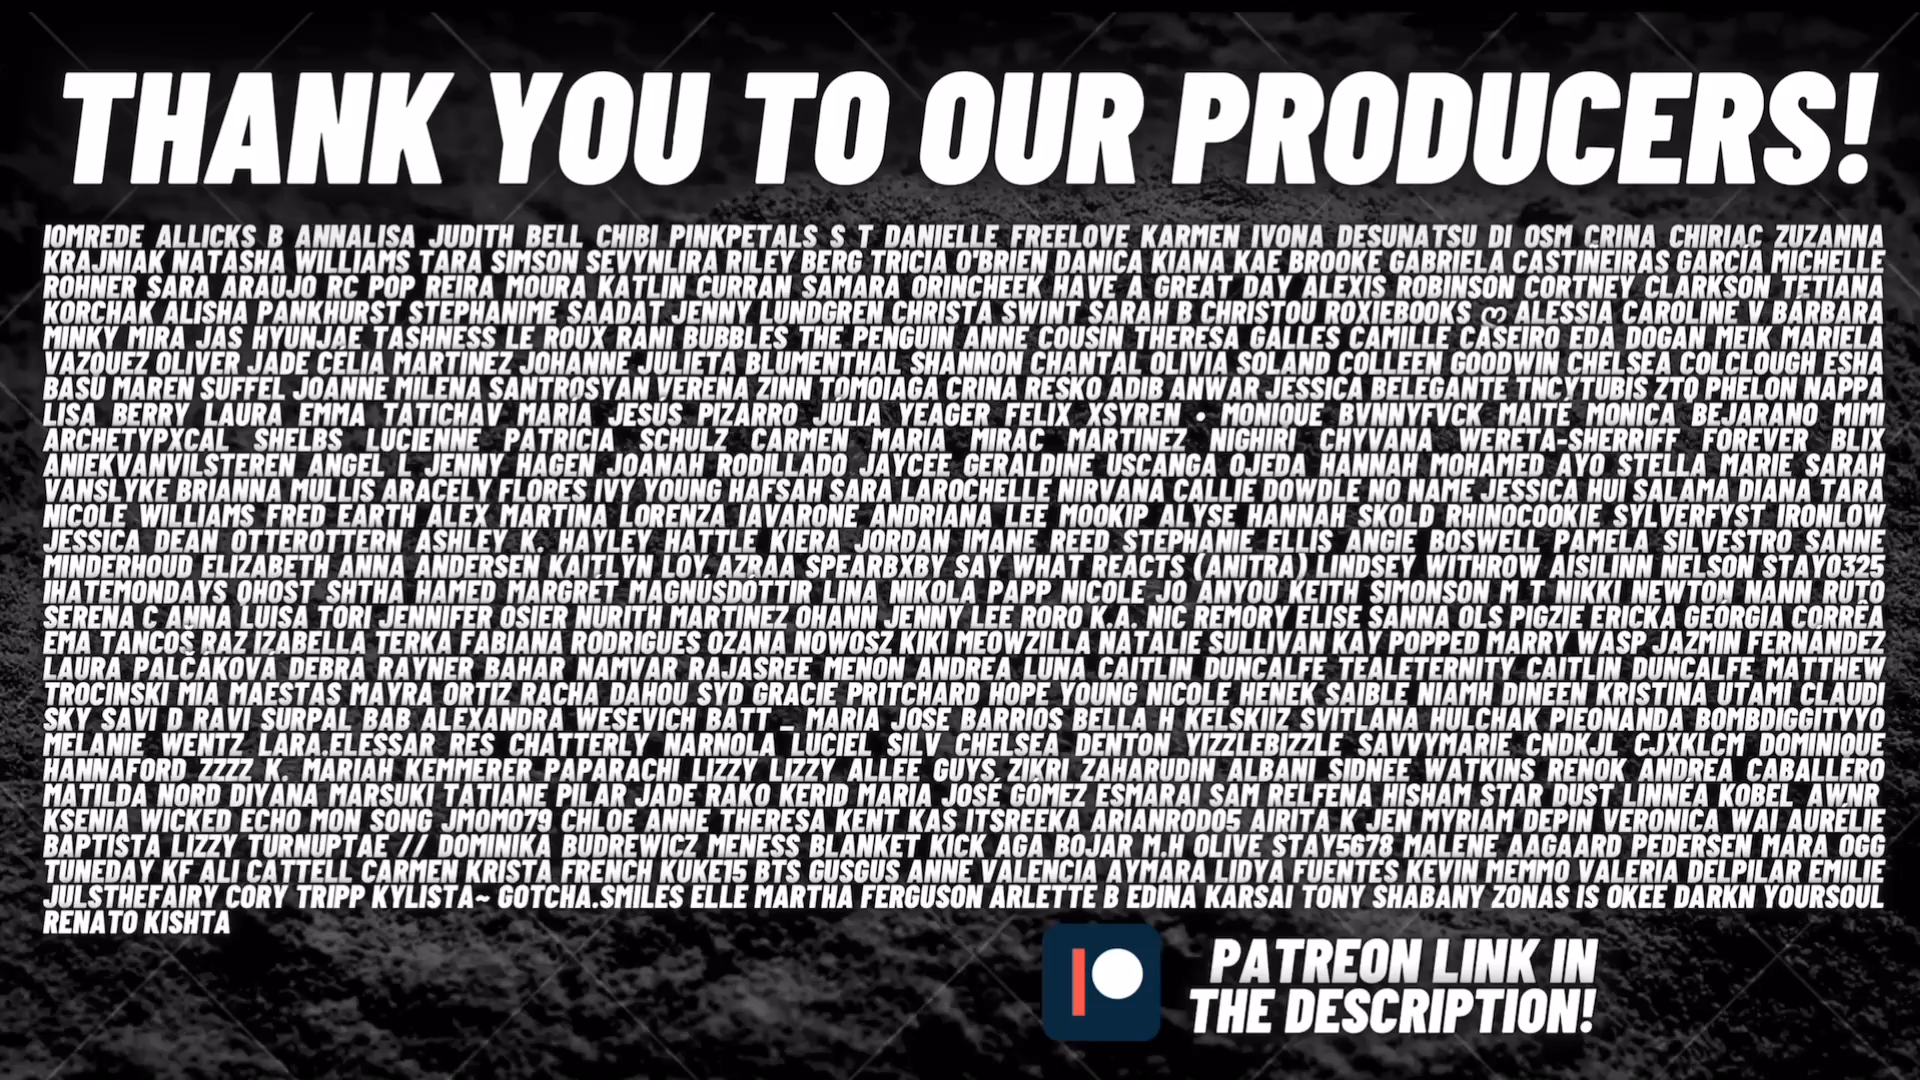 THANK YOU TO OUR PRODUCERS!
IOMREDE ALLICKS B ANNALISA JUDITH BELL CHIBI PINKPETALS S T DANIELLE FREELOVE KARMEN IVONA DESUNATSU DI OSM CRINA CHIRIAC ZUZANNA
KRAJNIAK NATASHA WILLIAMS TARA SIMSON SEVYNLIRA RILEY BERG TRICIA O'BRIEN DANICA KIANA KAE BROOKE GABRIELA CASTIÑEIRAS GARCÍA MICHELLE
ROHNER SARA ARAUJO RC POP REIRA MOURA KATLIN CURRAN SAMARA ORINCHEEK HAVE A GREAT DAY ALEXIS ROBINSON CORTNEY CLARKSON TETIANA
KORCHAK ALISHA PANKHURST STEPHANIME SAADAT JENNY LUNDGREN CHRISTA SWINT SARAH B CHRISTOU ROXIEBOOKS ღ ALESSIA CAROLINE V BÁRBARA
MINKY MIRA JAS HYUNJAE TASHNESS LE ROUX RANI BUBBLES THE PENGUIN ANNE COUSIN THERESA GALLES CAMILLE CASEIRO EDA DOGAN MEIK MARIELA
VAZQUEZ OLIVER JADE CÉLIA MARTINEZ JOHANNE JULIETA BLUMENTHAL SHANNON CHANTAL OLIVIA SOLAND COLLEEN GOODWIN CHELSEA COLCLOUGH ESHA
BASU MAREN SUFFEL JOANNE MILENA SANTROSYAN VERENA ZINN TOMOIAGA CRINA RESKO ADIB ANWAR JESSICA BELEGANTE TNCYTUBIS ZTQ PHELON NAPPA
LISA BERRY LAURA EMMA TATICHAV MARÍA JESÚS PIZARRO JÚLIA YEAGER FELIX XSYREN • MONIQUE BVNNYFVCK MAITE MONICA BEJARANO MIMI
ARCHETYPXCAL SHELBS LUCIENNE PATRICIA SCHULZ CARMEN MARIA MIRAC MARTINEZ NIGHIRI CHYVANA WERETA-SHERRIFF FOREVER BLIX
ANIEKVANVILSTEREN ANGEL L JENNY HAGEN JOANAH RODILLADO JAYCEE GERALDINE USCANGA OJEDA HANNAH MOHAMED AYO STELLA MARIE SARAH
VANSLYKE BRIANNA MULLIS ARACELY FLORES IVY YOUNG HAFSAH SARA LAROCHELLE NIRVANA CALLIE DOWDLE NO NAME JESSICA HUI SALAMA DIANA TARA
NICOLE WILLIAMS FRED EARTH ALEX MARTINA LORENZA IAVARONE ANDRIANA LEE MOOKIP ALYSE HANNAH SKOLD RHINOCOOKIE SYLVERFYST IRONLOW
JESSICA DEAN OTTEROTTERN ASHLEY K. HAYLEY HATTLE KIERA JORDAN IMANE REED STEPHANIE ELLIS ANGIE BOSWELL PAMELA SILVESTRO SANNE
MINDERHOUD ELIZABETH ANNA ANDERSEN KAITLYN LOY AZRAA SPEARBXBY SAY WHAT REACTS (ANITRA) LINDSEY WITHROW AISILINN NELSON STAY0325
IHATEMONDAYS QHOST SHTHA HAMED MARGRÉT MAGNÚSDÓTTIR LINA NIKOLA PAPP NICOLE JO ANYOU KEITH SIMONSON M T NIKKI NEWTON NANN RUTO
SERENA C ANNA LUISA TORI JENNIFER OSIER NURITH MARTINEZ OHANN JENNY LEE RORO K.A. NIC REMORY ELISE SANNA OLS PIGZIE ERICKA GEÓRGIA CORRÊA
EMA TANCOŠ RAZ IZABELLA TERKA FABIANA RODRIGUES OZANA NOWOSZ KIKI MEOWZILLA NATALIE SULLIVAN KAY POPPED MARRY WASP JAZMIN FERNÁNDEZ
LAURA PALČÁKOVÁ DEBRA RAYNER BAHAR NAMVAR RAJASREE MENON ANDREA LUNA CAITLIN DUNCALFE TEALETERNITY CAITLIN DUNCALFE MATTHEW
TROCINSKI MIA MAESTAS MAYRA ORTIZ RACHA DAHOU SYD GRACIE PRITCHARD HOPE YOUNG NICOLE HENEK SAIBLE NIAMH DINEEN KRISTINA UTAMI CLAUDI
SKY SAVI D RAVI SURPAL BAB ALEXANDRA WESEVICH BATT _ MARIA JOSE BARRIOS BELLA H KELSKIIZ SVITLANA HULCHAK PIEONANDA BOMBDIGGITYYO
MELANIE WENTZ LARA.ELESSAR RES CHATTERLY NARNOLA LUCIEL SILV CHELSEA DENTON YIZZLEBIZZLE SAVVYMARIE CNDKJL CJXKLCM DOMINIQUE
HANNAFORD ZZZZ K. MARIAH KEMMERER PAPARACHI LIZZY LIZZY ALLEE GUYS ZIKRI ZAHARUDIN ALBANI SIDNEE WATKINS RENOK ANDREA CABALLERO
MATILDA NORD DIYANA MARSUKI TATIANE PILAR JADE RAKO KERID MARIA JOSÉ GÓMEZ ESMARAI SAM RELFENA HISHAM STAR DUST LINNÉA KOBEL AWNR
KSENIA WICKED ECHO MON SONG JMOM079 CHLOE ANNE THERESA KENT KAS ITSREEKA ARIANROD05 AIRITA K JEN MYRIAM DEPIN VERONICA WAI AURÉLIE
BAPTISTA LIZZY TURNUPTAE // DOMINIKA BUDREWICZ MENESS BLANKET KICK AGA BOJAR M.H OLIVE STAY5678 MALENE AAGAARD PEDERSEN MARA OGG
TUNEDAY KF ALI CATTELL CARMEN KRISTA FRENCH KUKE15 BTS GUSGUS ANNE VALENCIA AYMARA LIDYA FUENTES KEVIN MEMMO VALERIA DELPILAR EMILIE
JULSTHEFAIRY CORY TRIPP KYLISTA~ GOTCHA.SMILES ELLE MARTHA FERGUSON ARLETTE B EDINA KARSAI TONY SHABANY ZONAS IS OKEE DARKN YOURSOUL
RENATO KISHTA
PATREON LINK IN
THE DESCRIPTION!